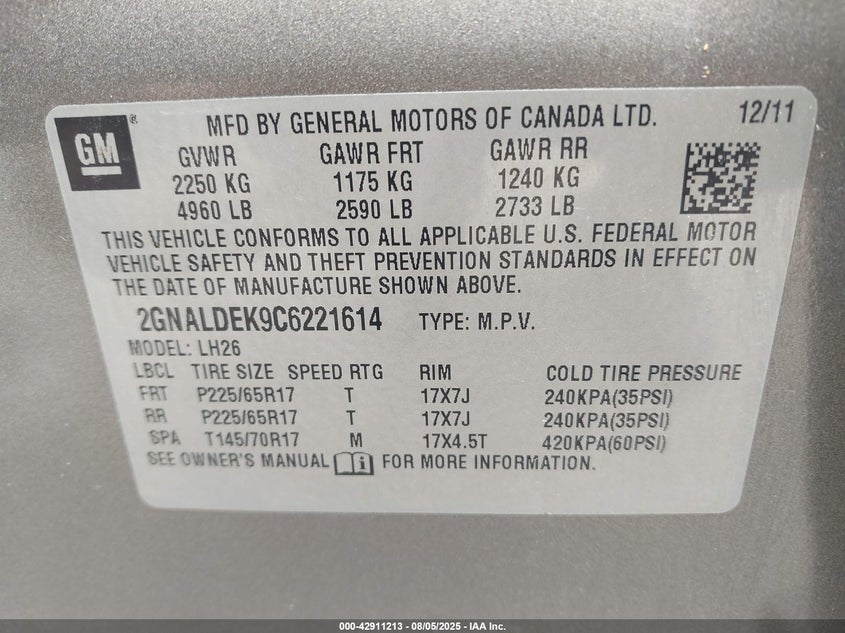 GM ® MFD BY GENERAL MOTORS OF CANADA LTD. 12/11
GVWR GAWR FRT GAWR RR
2250 KG 1175 KG 1240 KG
4960 LB 2590 LB 2733 LB
THIS VEHICLE CONFORMS TO ALL APPLICABLE U.S. FEDERAL MOTOR
VEHICLE SAFETY AND THEFT PREVENTION STANDARDS IN EFFECT ON
THE DATE OF MANUFACTURE SHOWN ABOVE.
2GNALDEK9C6221614 TYPE: M.P.V.
MODEL: LH26
LBCL TIRE SIZE SPEED RTG RIM COLD TIRE PRESSURE
FRT P225/65R17 T 17X7J 240KPA(35PSI)
RR P225/65R17 T 17X7J 240KPA(35PSI)
SPA T145/70R17 M 17X4.5T 420KPA(60PSI)
SEE OWNER'S MANUAL FOR MORE INFORMATION.
000-42911213 - 08/05/2025 - IAA Inc.